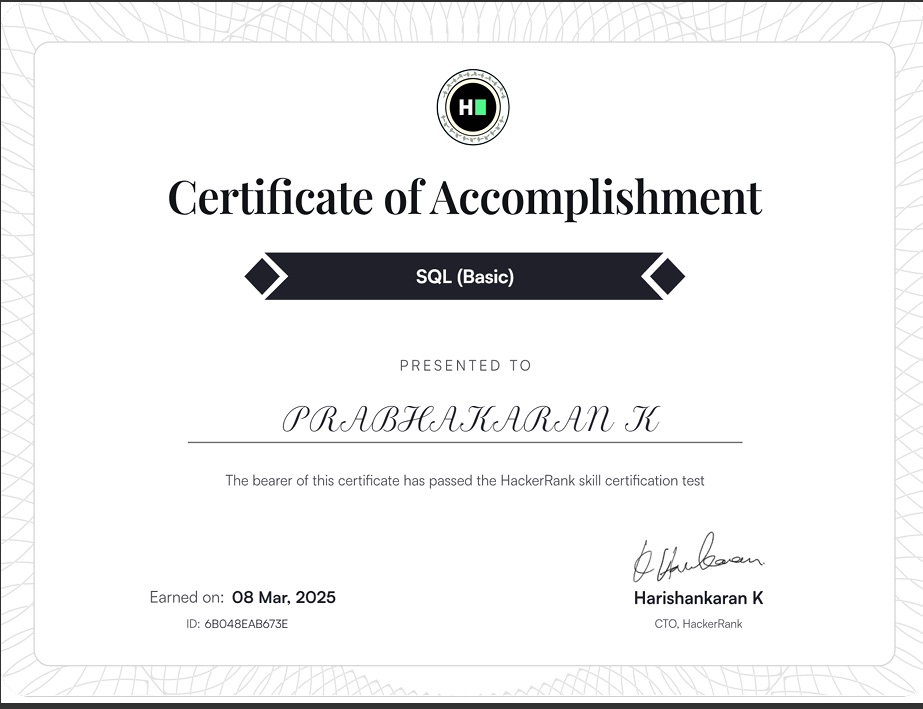 H
Certificate of Accomplishment
SQL (Basic)
PRESENTED TO
PRABHAKARAN K
The bearer of this certificate has passed the HackerRank skill certification test
Earned on: 08 Mar, 2025
ID: 6B048EAB673E
Harishankaran K
CTO, HackerRank